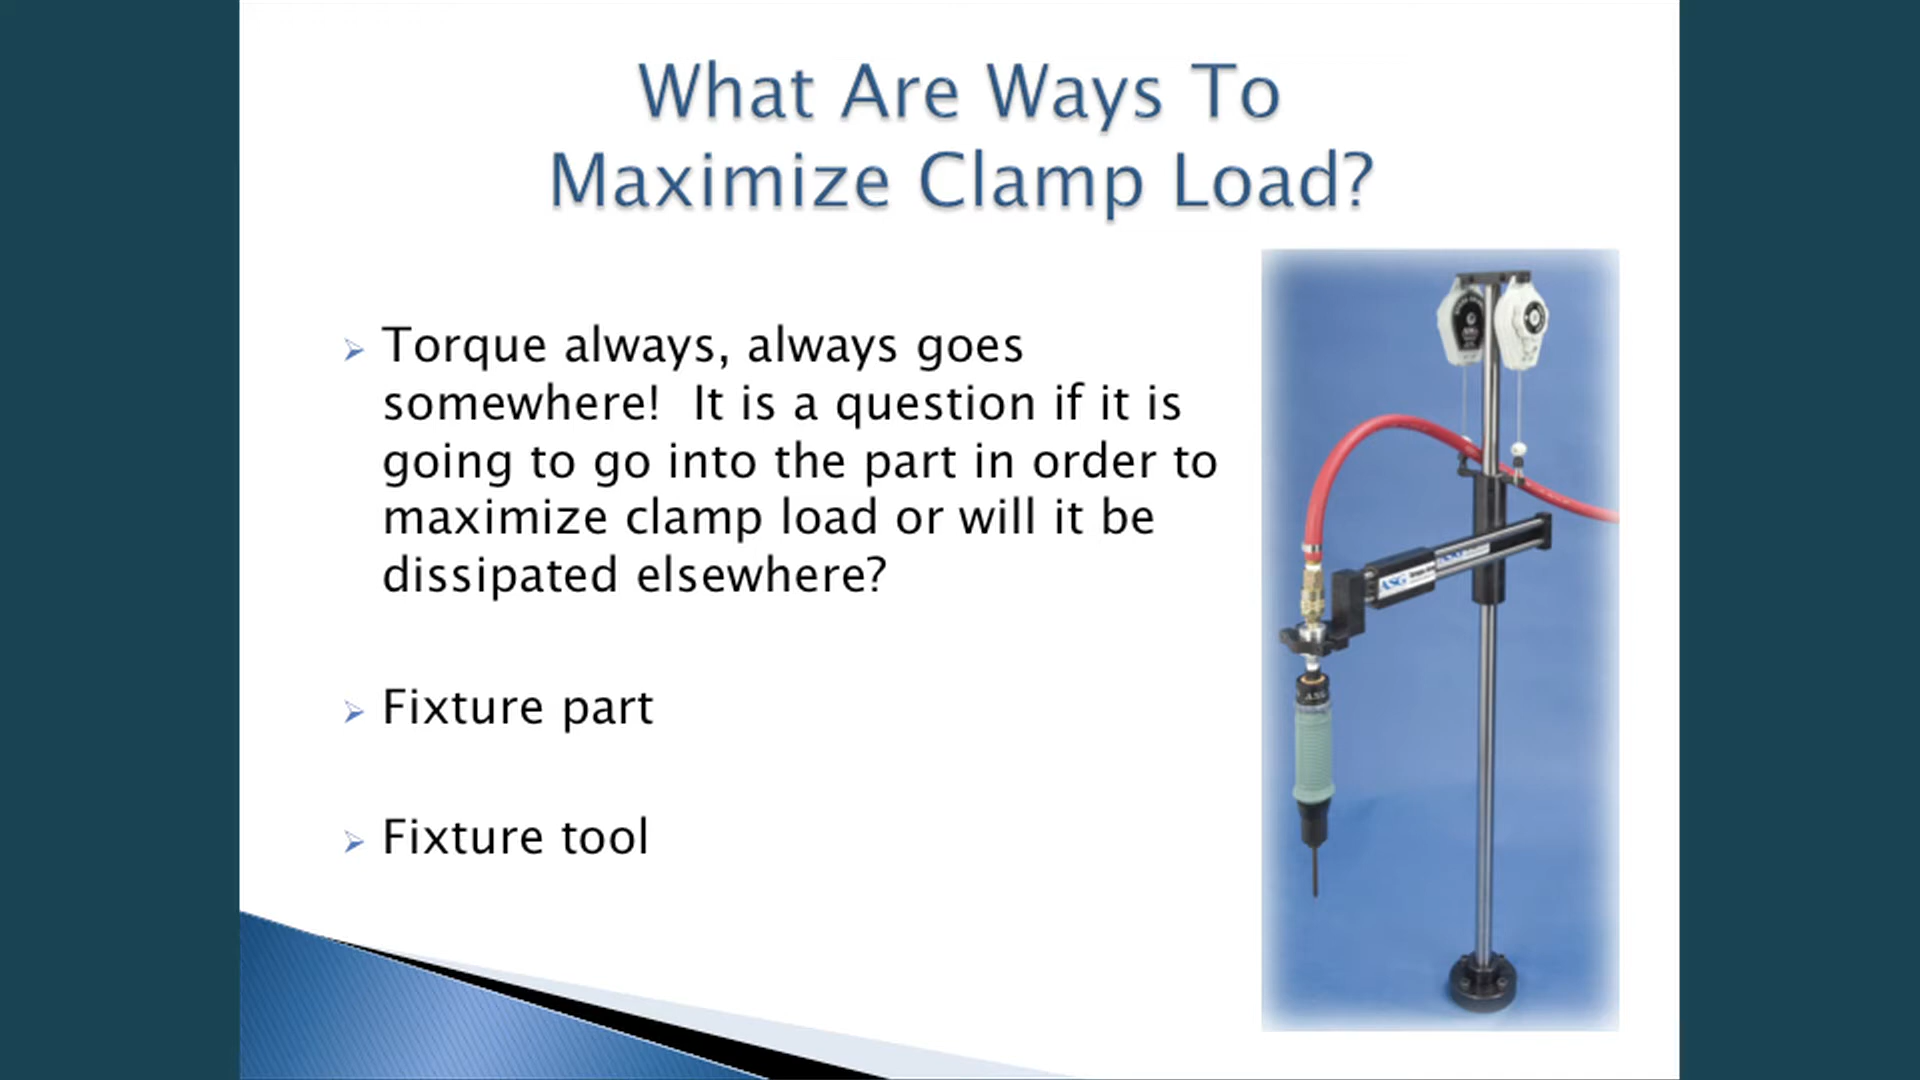 What Are Ways To
Maximize Clamp Load?
Torque always, always goes
somewhere!  It is a question if it is
going to go into the part in order to
maximize clamp load or will it be
dissipated elsewhere?
Fixture part
Fixture tool
ASG
ASG